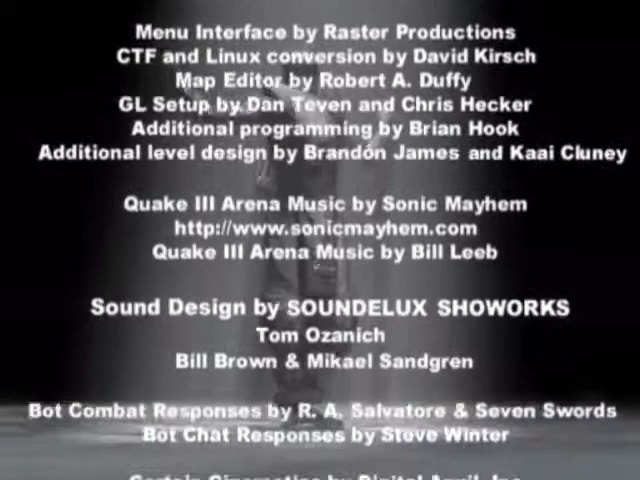 Menu Interface by Raster Productions
CTF and Linux conversion by David Kirsch
Map Editor by Robert A. Duffy
GL Setup by Dan Teven and Chris Hecker
Additional programming by Brian Hook
Additional level design by Brandon James and Kaai Cluney
Quake III Arena Music by Sonic Mayhem
http://www.sonicmayhem.com
Quake III Arena Music by Bill Leeb
Sound Design by SOUNDELUX SHOWORKS
Tom Ozanich
Bill Brown & Mikael Sandgren
Bot Combat Responses by R. A. Salvatore & Seven Swords
Bot Chat Responses by Steve Winter
Certain Cinematics by Digital